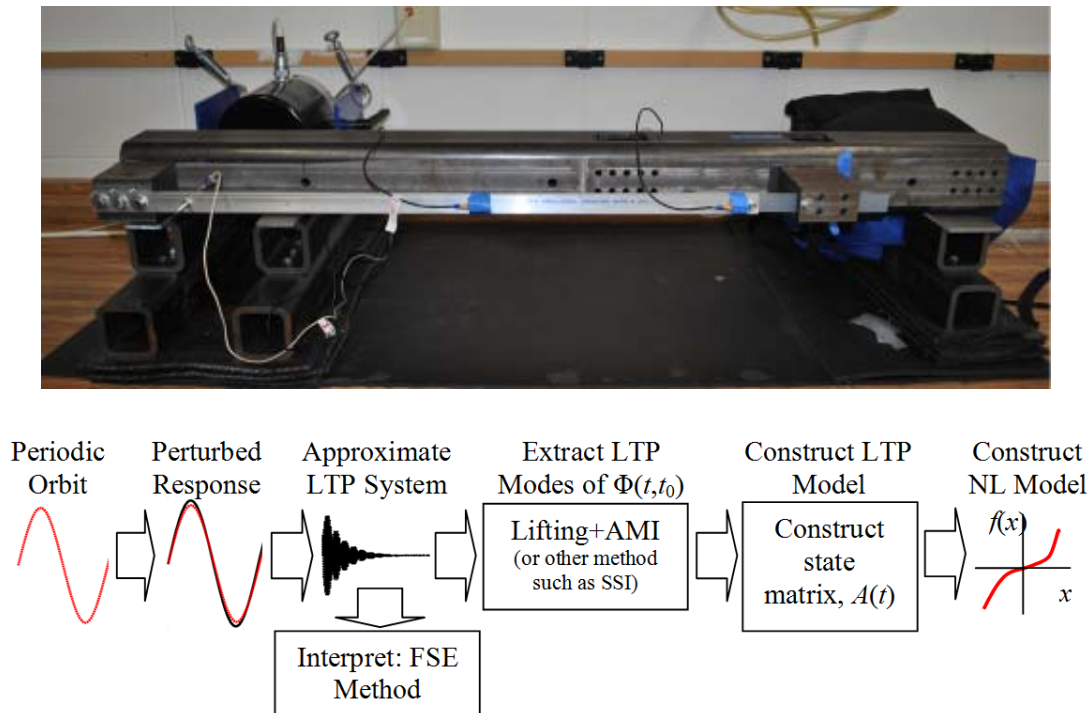 Periodic
Orbit
Perturbed
Response
Approximate
LTP System
Extract LTP
Modes of Φ(t,t₀)
Lifting+AMI
(or other method
such as SSI)
Construct LTP
Model
Construct
state
matrix, A(t)
Construct
NL Model
f(x)
x
Interpret: FSE
Method